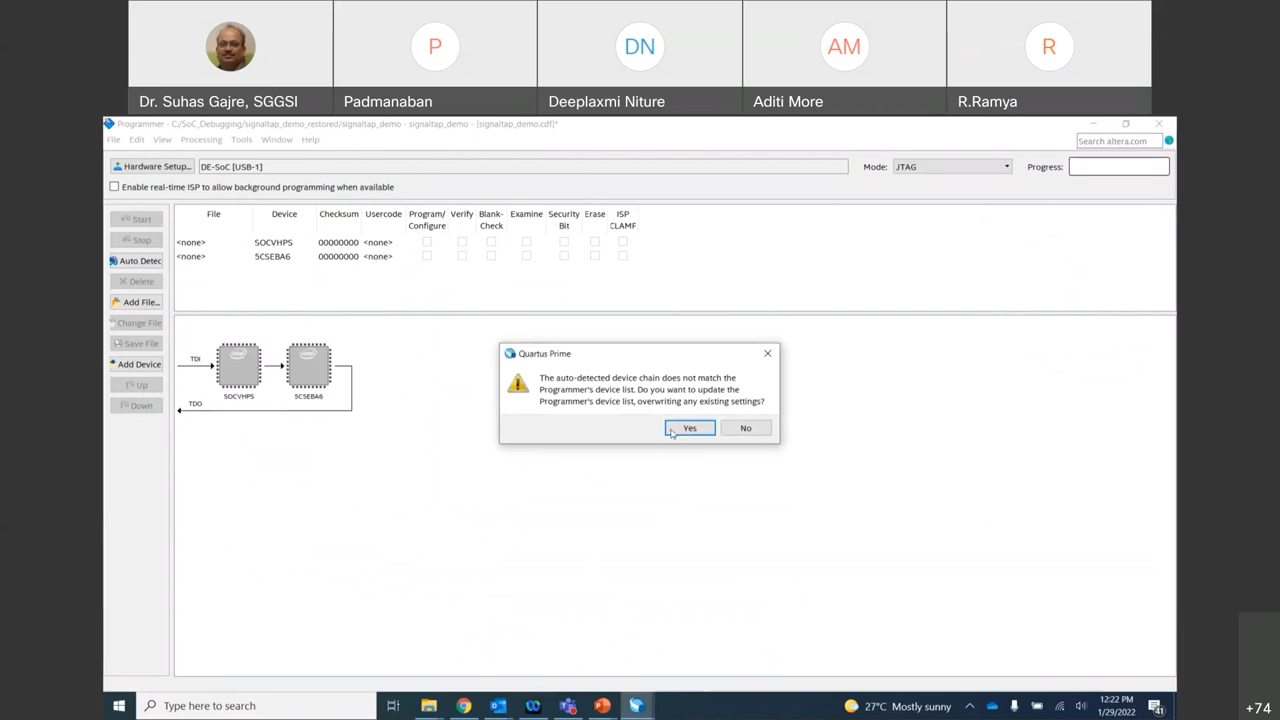 P
DN
AM
R
Dr. Suhas Gajre, SGGSI
Padmanaban
Deeplaxmi Niture
Aditi More
R.Ramya
Programmer - C:/SoC_Debugging/signaltap_demo_restored/signaltap_demo - signaltap_demo - [signaltap_demo.cdf]*
File Edit View Processing Tools Window Help
Search altera.com
Hardware Setup... DE-SoC [USB-1] Mode: JTAG Progress:
Enable real-time ISP to allow background programming when available
Start
Stop
Auto Detec
Delete
Add File...
Change File
Save File
Add Device
Up
Down
File Device Checksum Usercode Program/ Configure Verify Blank- Check Examine Security Bit Erase ISP CLAMP
<none> SOCVHPS 00000000 <none>
<none> 5CSEBA6 00000000 <none>
TDI
TDO
intel
intel
SOCVHPS
5CSEBA6
Quartus Prime
The auto-detected device chain does not match the
Programmer's device list. Do you want to update the
Programmer's device list, overwriting any existing settings?
Yes No
Type here to search
27°C Mostly sunny
12:22 PM
1/29/2022
41
+74